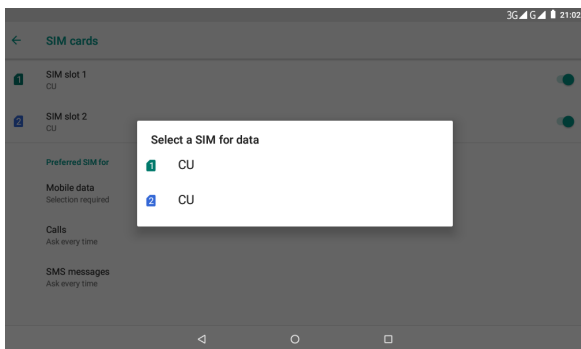 3G G 21:02
SIM cards
1
SIM slot 1
CU
2
SIM slot 2
CU
Select a SIM for data
1 CU
2 CU
Preferred SIM for
Mobile data
Selection required
Calls
Ask every time
SMS messages
Ask every time